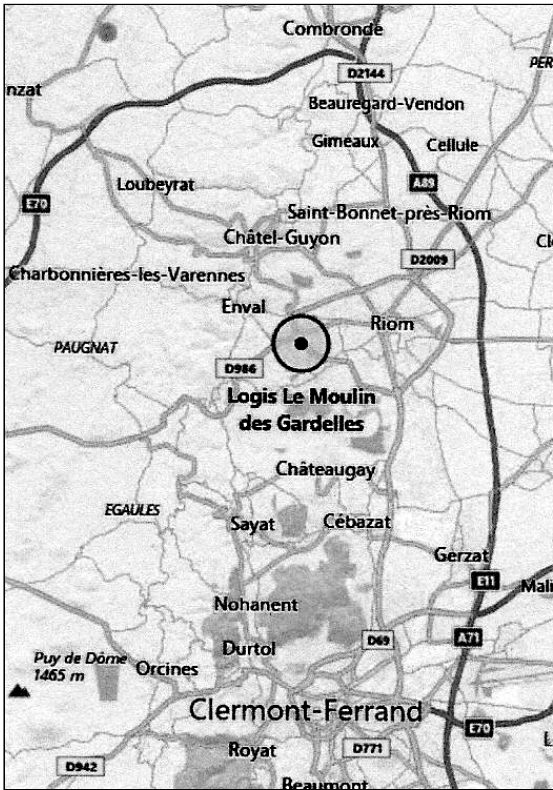 Combronde
D2144
PER
nzat
Beauregard-Vendon
Gimeaux
Cellule
Loubeyrat
A89
E70
Saint-Bonnet-près-Riom
Châtel-Guyon
Clo
D2009
Charbonnières-les-Varennes
Enval
Riom
PAUGNAT
D986
Logis Le Moulin
des Gardelles
Châteaugay
EGAULES
Sayat
Cébazat
Gerzat
E11
Mali
Nohanent
Durtol
D69
A71
Puy de Dôme
1465 m
Orcines
Clermont-Ferrand
E70
Royat
D771
L
D942
Beaumont